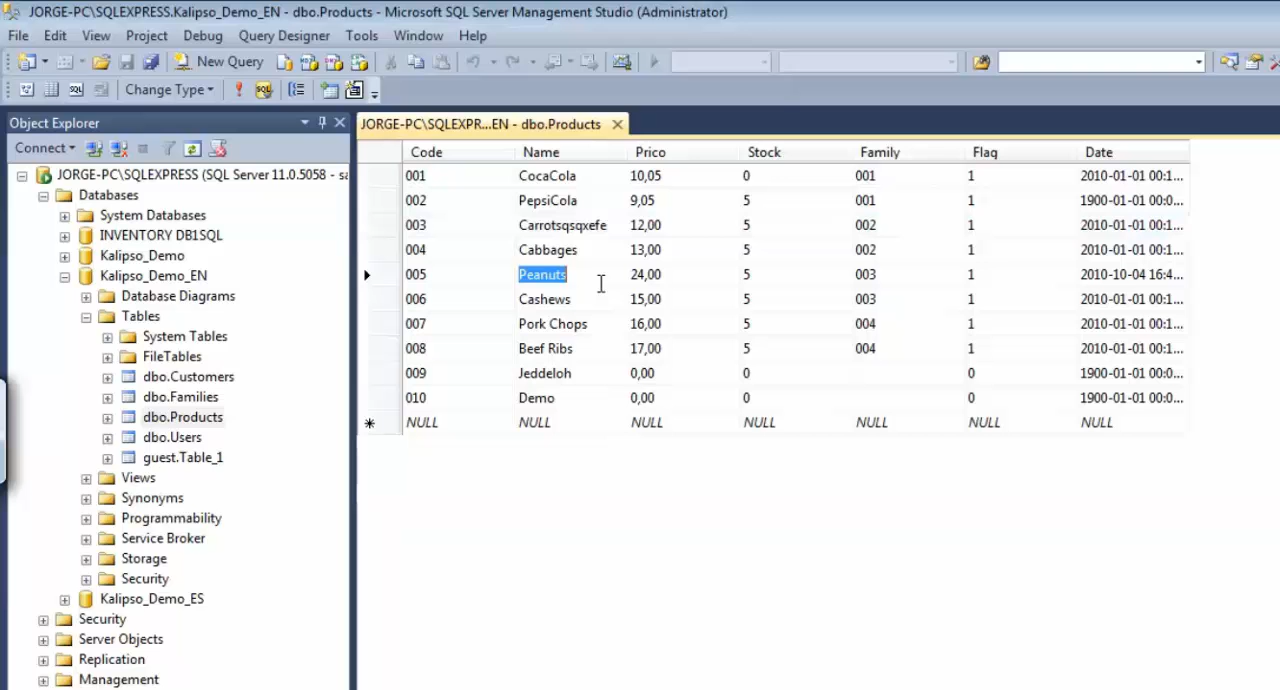 JORGE-PC\SQLEXPRESS.Kalipso_Demo_EN - dbo.Products - Microsoft SQL Server Management Studio (Administrator)
File Edit View Project Debug Query Designer Tools Window Help
New Query
Change Type
Object Explorer
Connect
JORGE-PC\SQLEXPRESS (SQL Server 11.0.5058 - sa
Databases
System Databases
INVENTORY DB1SQL
Kalipso_Demo
Kalipso_Demo_EN
Database Diagrams
Tables
System Tables
FileTables
dbo.Customers
dbo.Families
dbo.Products
dbo.Users
guest.Table_1
Views
Synonyms
Programmability
Service Broker
Storage
Security
Kalipso_Demo_ES
Security
Server Objects
Replication
Management
JORGE-PC\SQLEXPR...EN - dbo.Products
Code Name Price Stock Family Flag Date
001 CocaCola 10,05 0 001 1 2010-01-01 00:1...
002 PepsiCola 9,05 5 001 1 1900-01-01 00:0...
003 Carrotsqsqxefe 12,00 5 002 1 2010-01-01 00:1...
004 Cabbages 13,00 5 002 1 2010-01-01 00:1...
005 Peanuts 24,00 5 003 1 2010-10-04 16:4...
006 Cashews 15,00 5 003 1 2010-01-01 00:1...
007 Pork Chops 16,00 5 004 1 2010-01-01 00:1...
008 Beef Ribs 17,00 5 004 1 2010-01-01 00:1...
009 Jeddeloh 0,00 0 0 1900-01-01 00:0...
010 Demo 0,00 0 0 1900-01-01 00:0...
NULL NULL NULL NULL NULL NULL NULL